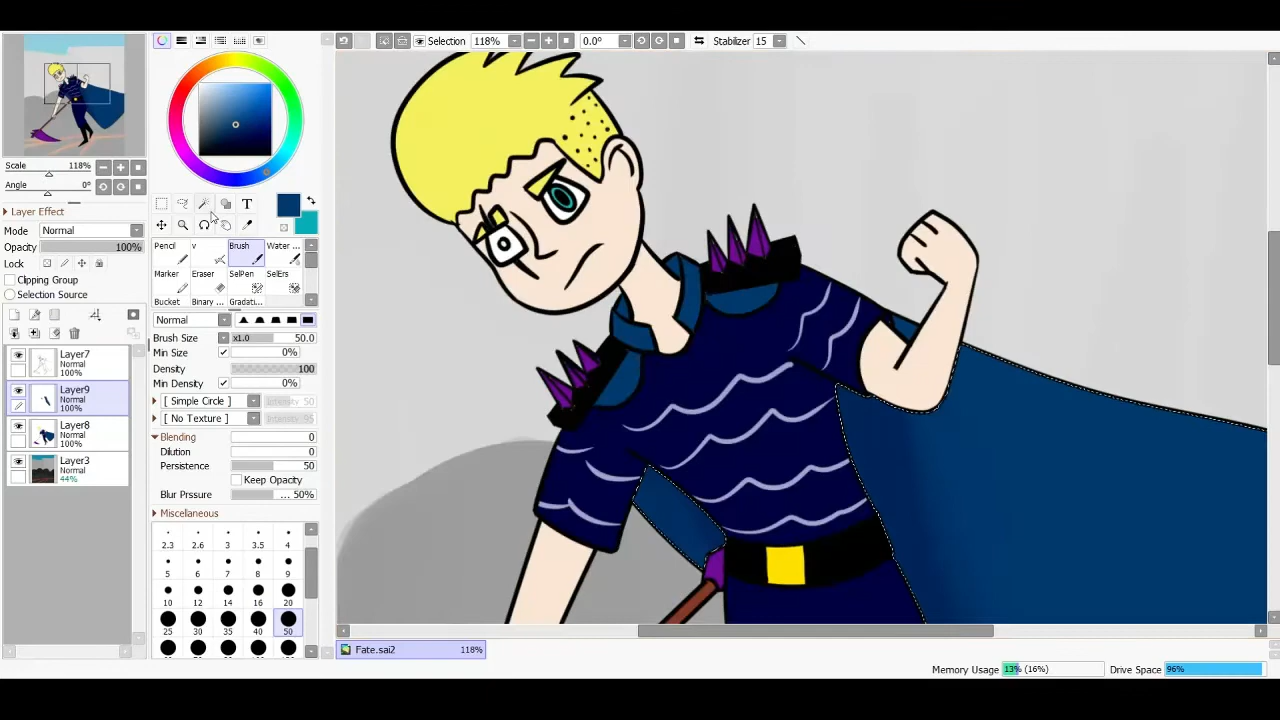 Selection 118% 0.0° Stabilizer 15
Scale 118%
Angle 0°
Layer Effect
Mode Normal
Opacity 100%
Lock
Clipping Group
Selection Source
Layer7
Normal
100%
Layer9
Normal
100%
Layer8
Normal
100%
Layer3
Normal
44%
T
Pencil v Brush Water ...
Marker Eraser SelPen SelErs
Bucket Binary ... Gradati...
Normal
Brush Size x1.0 50.0
Min Size 0%
Density 100
Min Density 0%
[ Simple Circle ] Intensity 50
[ No Texture ] Intensity 95
Blending 0
Dilution 0
Persistence 50
Keep Opacity
Blur Prssure ... 50%
Miscellaneous
2.3 2.6 3 3.5 4
5 6 7 8 9
10 12 14 16 20
25 30 35 40 50
Fate.sai2 118%
Memory Usage 13% (16%) Drive Space 96%